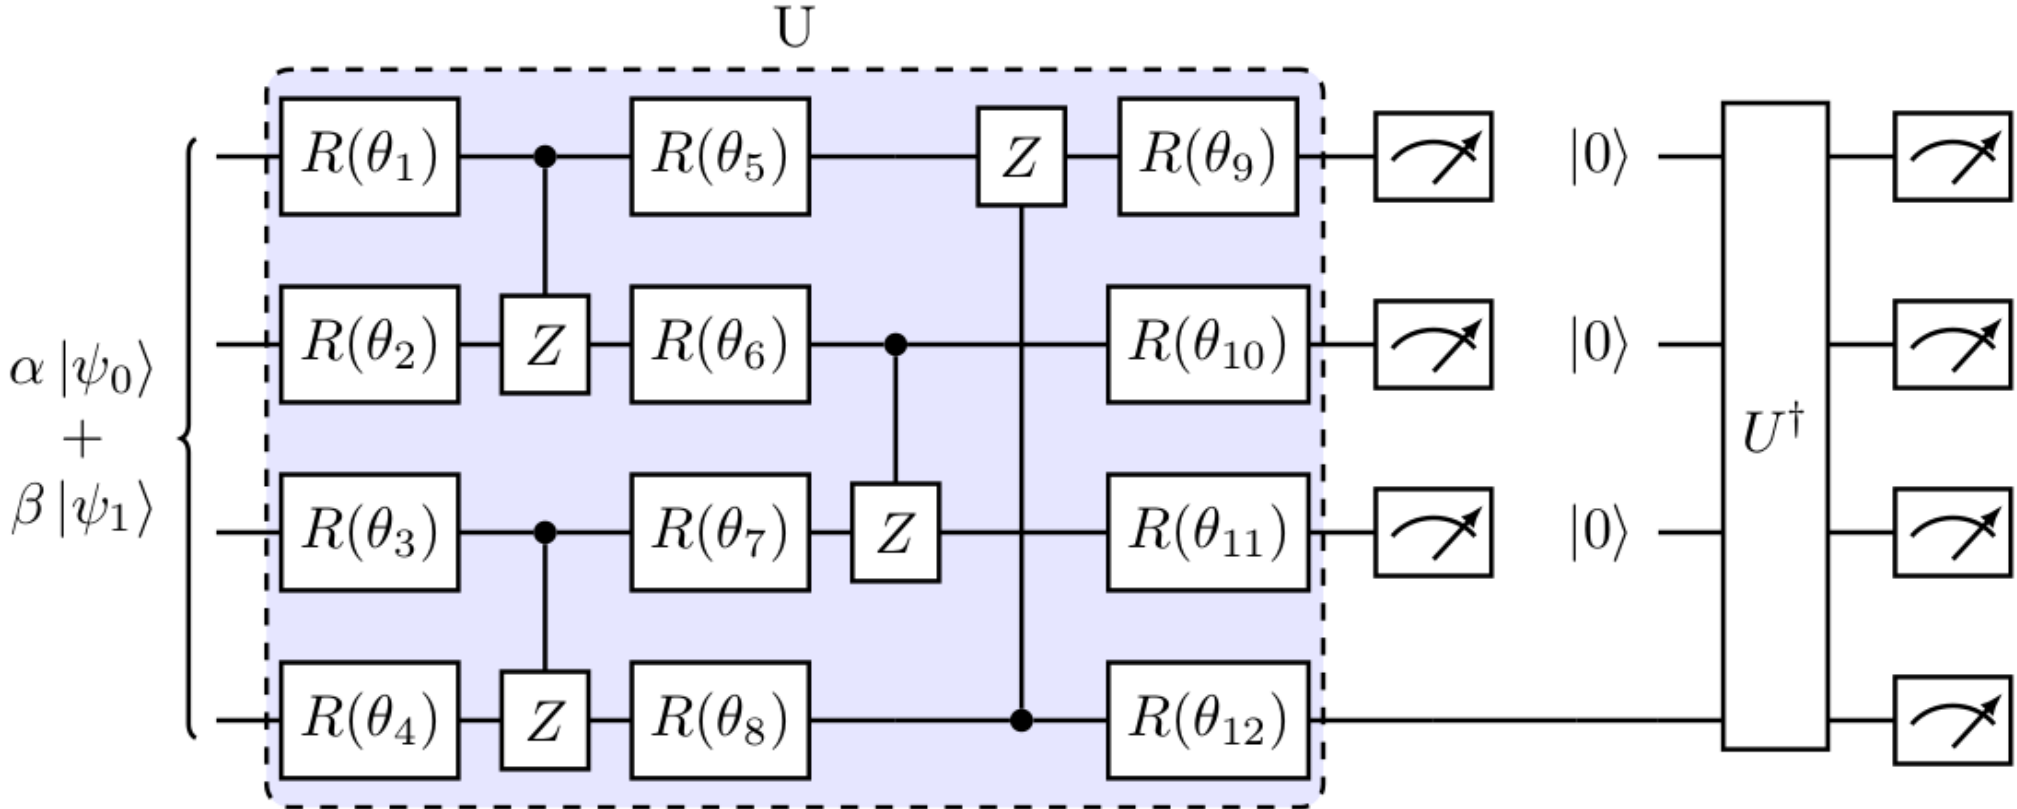 U
R(θ₁) R(θ₅) Z R(θ₉) |0⟩
R(θ₂) Z R(θ₆) R(θ₁₀) |0⟩
α |ψ₀⟩
+
β |ψ₁⟩
R(θ₃) R(θ₇) Z R(θ₁₁) |0⟩
U†
R(θ₄) Z R(θ₈) R(θ₁₂)